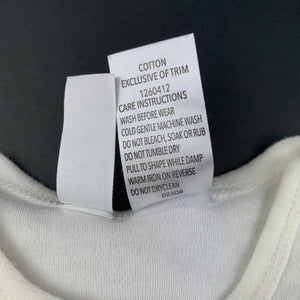 COTTON
EXCLUSIVE OF TRIM
1260412
CARE INSTRUCTIONS
WASH BEFORE WEAR
COLD GENTLE MACHINE WASH
DO NOT BLEACH, SOAK OR RUB
DO NOT TUMBLE DRY
PULL TO SHAPE WHILE DAMP
WARM IRON ON REVERSE
DO NOT DRYCLEAN
02A08